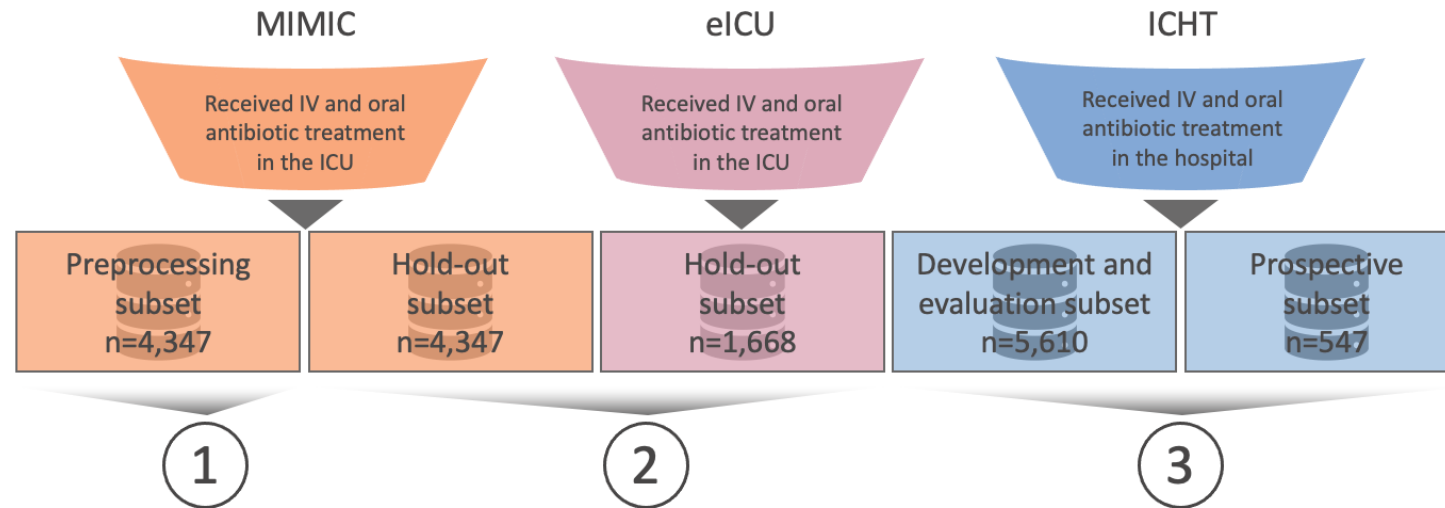 MIMIC
eICU
ICHT
Received IV and oral
antibiotic treatment
in the ICU
Received IV and oral
antibiotic treatment
in the ICU
Received IV and oral
antibiotic treatment
in the hospital
Preprocessing
subset
n=4,347
Hold-out
subset
n=4,347
Hold-out
subset
n=1,668
Development and
evaluation subset
n=5,610
Prospective
subset
n=547
1
2
3